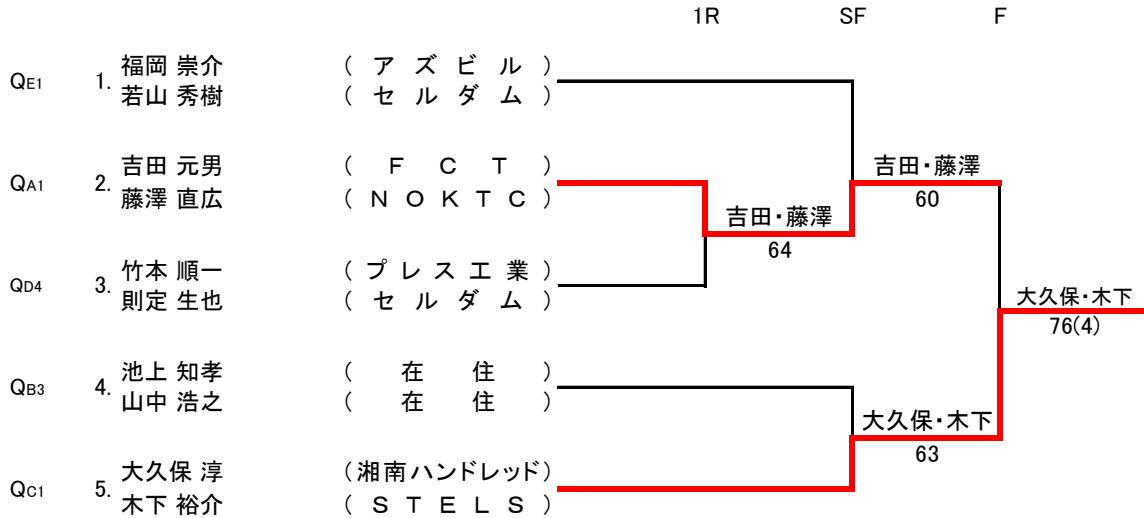 1R SF F
QE1 1. 福岡 崇介 (アズビル)
若山 秀樹 (セルダム)
QA1 2. 吉田 元男 (FCT)
藤澤 直広 (NOKTC)
吉田・藤澤
60
吉田・藤澤
64
QD4 3. 竹本 順一 (プレス工業)
則定 生也 (セルダム)
大久保・木下
76(4)
QB3 4. 池上 知孝 (在住)
山中 浩之 (在住)
大久保・木下
63
QC1 5. 大久保 淳 (湘南ハンドレッド)
木下 裕介 (STELS)